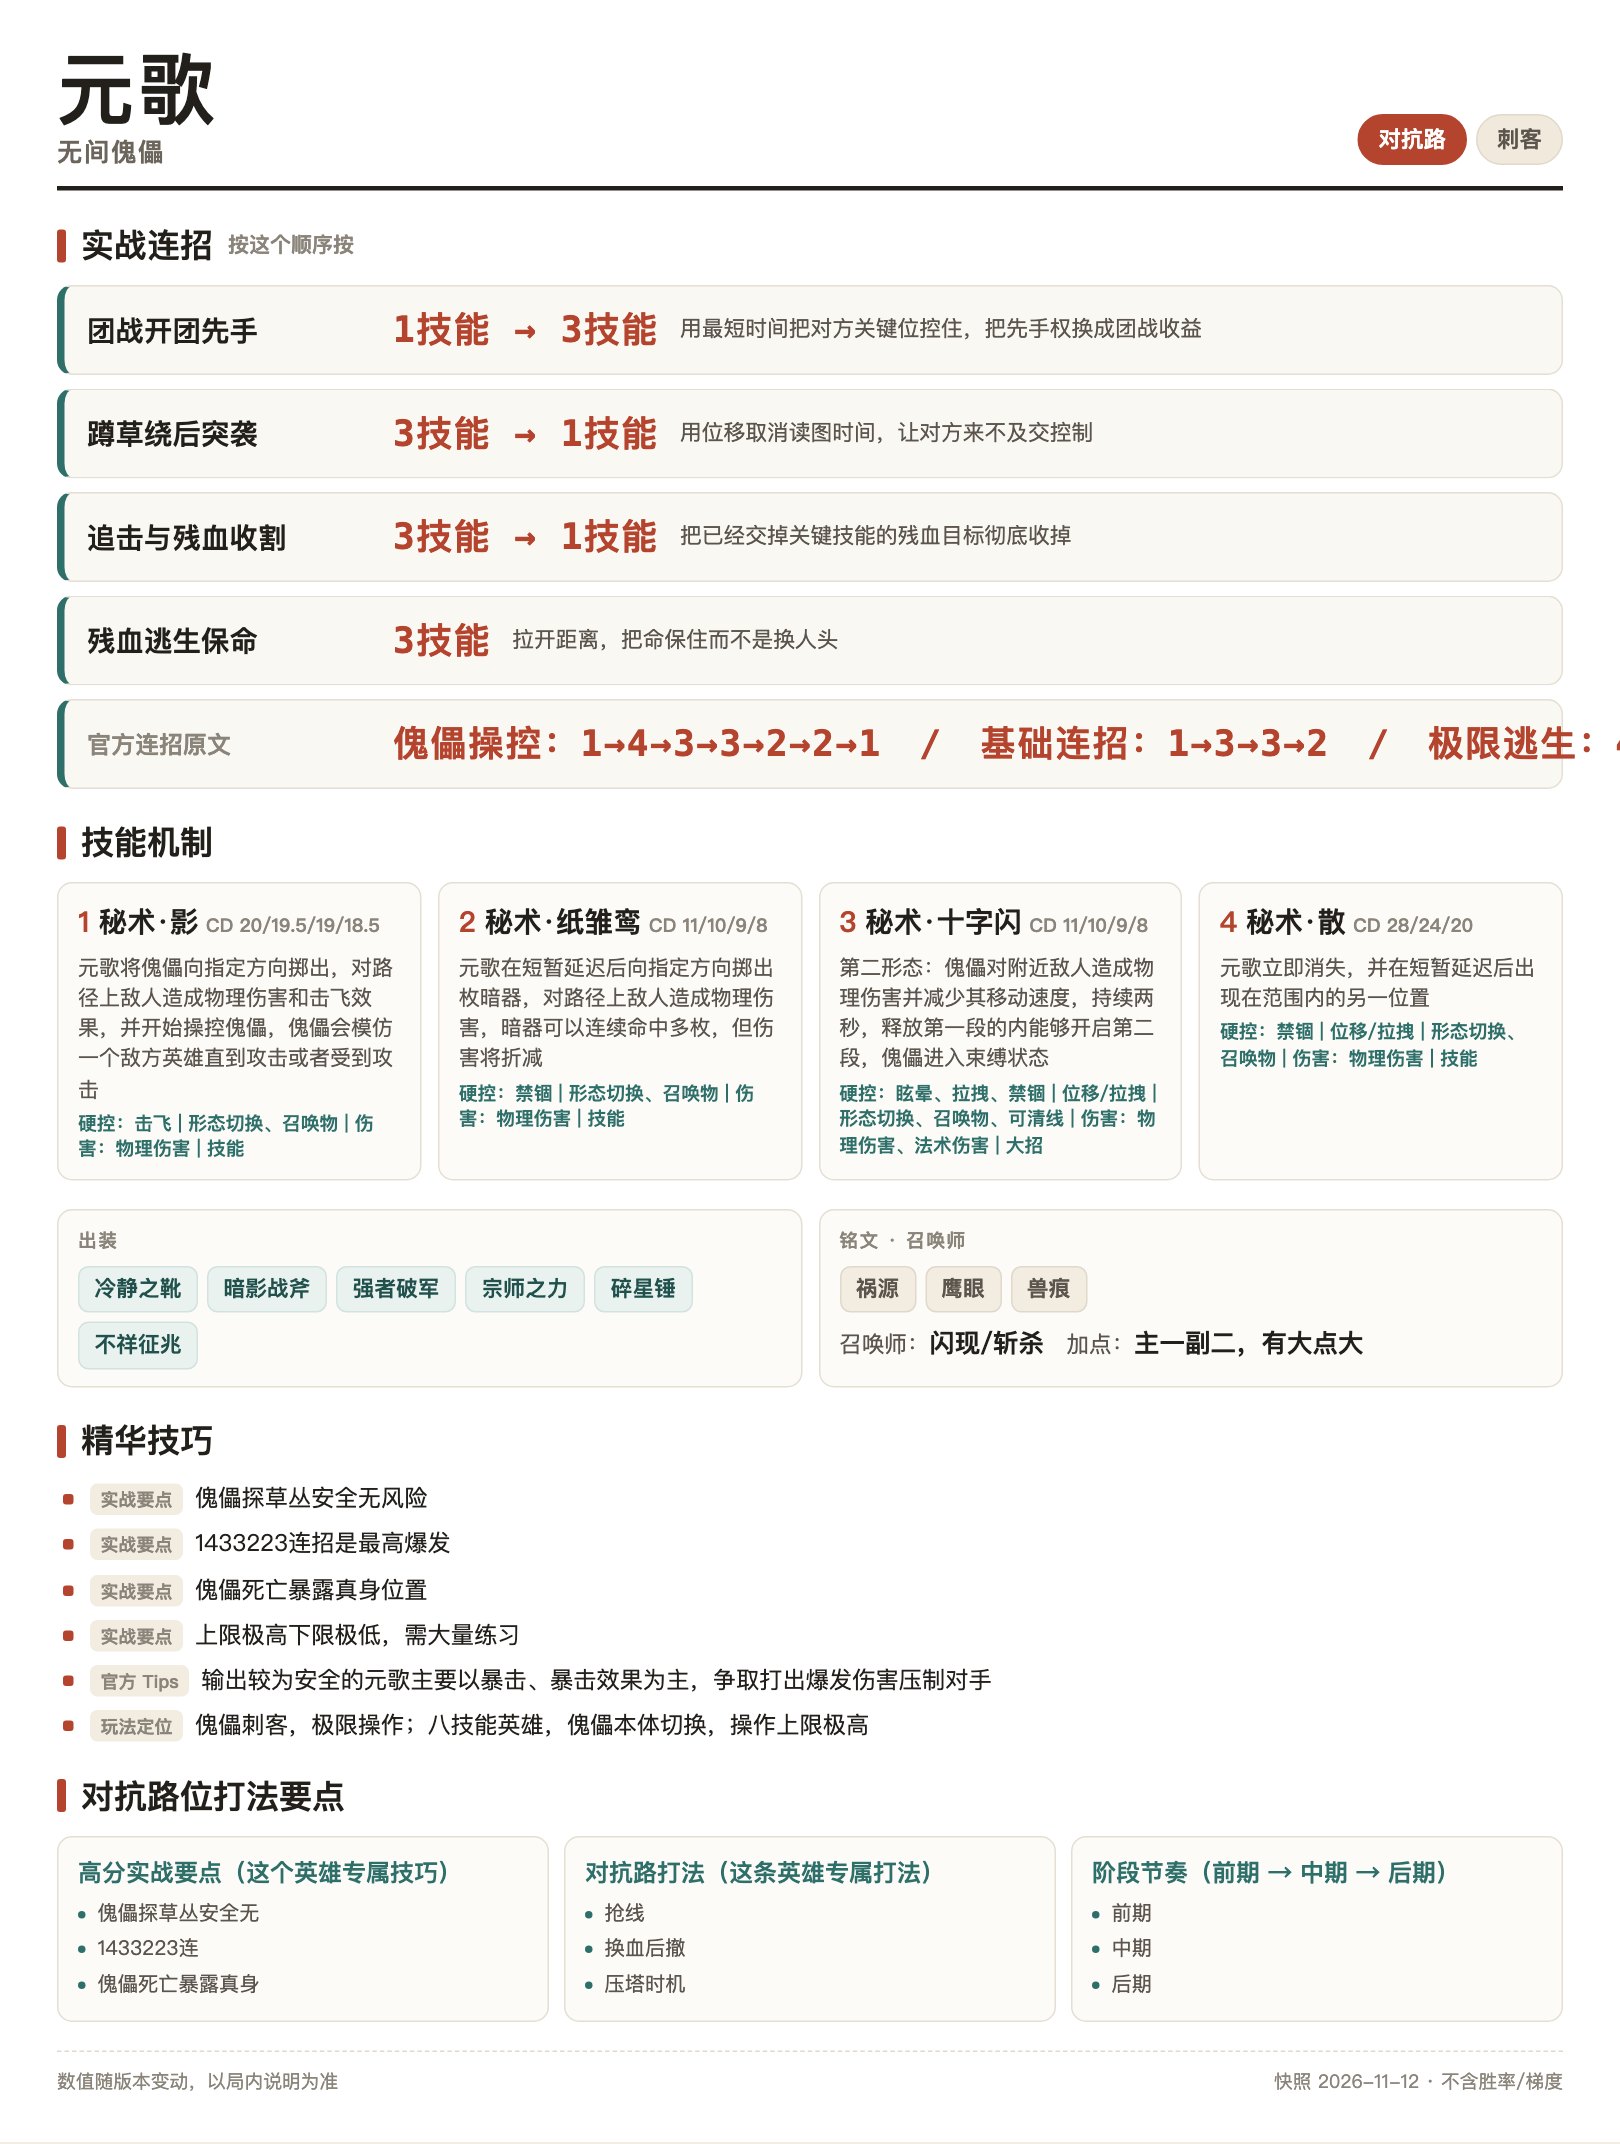 元歌
无间傀儡
对抗路 刺客
实战连招 按这个顺序按
团战开团先手 1技能 → 3技能 用最短时间把对方关键位控住，把先手权换成团战收益
蹲草绕后突袭 3技能 → 1技能 用位移取消读图时间，让对方来不及交控制
追击与残血收割 3技能 → 1技能 把已经交掉关键技能的残血目标彻底收掉
残血逃生保命 3技能 拉开距离，把命保住而不是换人头
官方连招原文 傀儡操控：1→4→3→3→2→2→1 / 基础连招：1→3→3→2 / 极限逃生：
技能机制
1 秘术·影 CD 20/19.5/19/18.5
元歌将傀儡向指定方向掷出，对路
径上敌人造成物理伤害和击飞效
果，并开始操控傀儡，傀儡会模仿
一个敌方英雄直到攻击或者受到攻
击
硬控：击飞 | 形态切换、召唤物 | 伤
害：物理伤害 | 技能
2 秘术·纸雏鸾 CD 11/10/9/8
元歌在短暂延迟后向指定方向掷出
枚暗器，对路径上敌人造成物理伤
害，暗器可以连续命中多枚，但伤
害将折减
硬控：禁锢 | 形态切换、召唤物 | 伤
害：物理伤害 | 技能
3 秘术·十字闪 CD 11/10/9/8
第二形态：傀儡对附近敌人造成物
理伤害并减少其移动速度，持续两
秒，释放第一段的内能够开启第二
段，傀儡进入束缚状态
硬控：眩晕、拉拽、禁锢 | 位移/拉拽 |
形态切换、召唤物、可清线 | 伤害：物
理伤害、法术伤害 | 大招
4 秘术·散 CD 28/24/20
元歌立即消失，并在短暂延迟后出
现在范围内的另一位置
硬控：禁锢 | 位移/拉拽 | 形态切换、
召唤物 | 伤害：物理伤害 | 技能
出装
冷静之靴 暗影战斧 强者破军 宗师之力 碎星锤
不祥征兆
铭文 · 召唤师
祸源 鹰眼 兽痕
召唤师：闪现/斩杀 加点：主一副二，有大点大
精华技巧
实战要点 傀儡探草丛安全无风险
实战要点 1433223连招是最高爆发
实战要点 傀儡死亡暴露真身位置
实战要点 上限极高下限极低，需大量练习
官方 Tips 输出较为安全的元歌主要以暴击、暴击效果为主，争取打出爆发伤害压制对手
玩法定位 傀儡刺客，极限操作；八技能英雄，傀儡本体切换，操作上限极高
对抗路位打法要点
高分实战要点（这个英雄专属技巧）
傀儡探草丛安全无
1433223连
傀儡死亡暴露真身
对抗路打法（这条英雄专属打法）
抢线
换血后撤
压塔时机
阶段节奏（前期 → 中期 → 后期）
前期
中期
后期
数值随版本变动，以局内说明为准
快照 2026-11-12 · 不含胜率/梯度